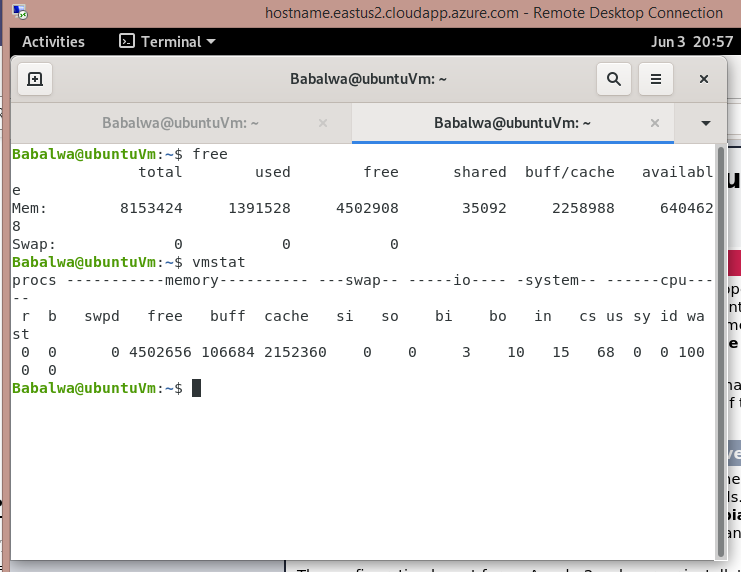 hostname.eastus2.cloudapp.azure.com - Remote Desktop Connection
Activities Terminal Jun 3 20:57
Babalwa@ubuntuVm: ~
Babalwa@ubuntuVm: ~ Babalwa@ubuntuVm: ~
Babalwa@ubuntuVm:~$ free
total used free shared buff/cache availabl
e
Mem: 8153424 1391528 4502908 35092 2258988 640462
8
Swap: 0 0 0
Babalwa@ubuntuVm:~$ vmstat
procs -----------memory---------- ---swap-- -----io---- -system-- ------cpu---
--
r b swpd free buff cache si so bi bo in cs us sy id wa
st
0 0 0 4502656 106684 2152360 0 0 3 10 15 68 0 0 100
0 0
Babalwa@ubuntuVm:~$